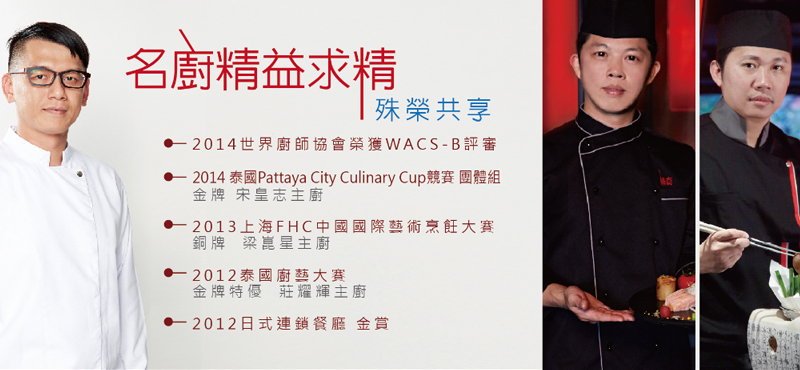 名廚精益求精
殊榮共享
2014世界廚師協會榮獲WACS-B評審
2014 泰國Pattaya City Culinary Cup競賽 團體組
金牌 宋皇志主廚
2013上海FHC中國國際藝術烹飪大賽
銅牌 梁崑星主廚
2012泰國廚藝大賽
金牌特優 莊耀輝主廚
2012日式連鎖餐廳 金賞